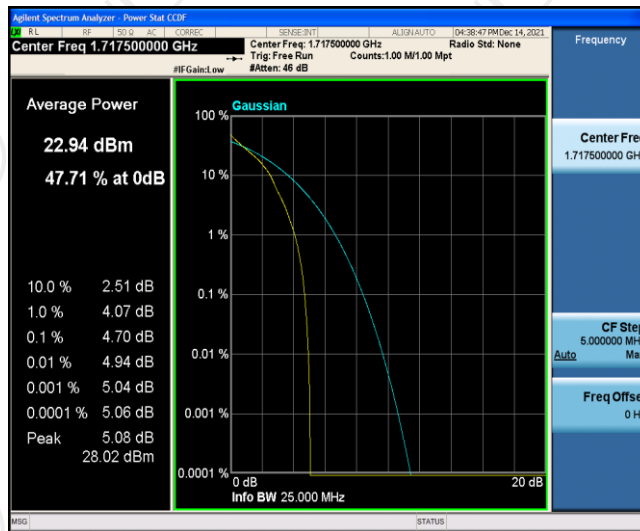 Agilent Spectrum Analyzer - Power Stat CCDF
RL RF 50 Ω AC CORREC SENSE:INT ALIGNAUTO 04:38:47 PM Dec 14, 2021
Center Freq 1.717500000 GHz
Center Freq: 1.717500000 GHz Radio Std: None
Trig: Free Run Counts:1.00 M/1.00 Mpt
#IFGain:Low #Atten: 46 dB
Frequency
Average Power
22.94 dBm
47.71 % at 0dB
10.0 % 2.51 dB
1.0 % 4.07 dB
0.1 % 4.70 dB
0.01 % 4.94 dB
0.001 % 5.04 dB
0.0001 % 5.06 dB
Peak 5.08 dB
28.02 dBm
Gaussian
100 %
10 %
1 %
0.1 %
0.01 %
0.001 %
0.0001 %
0 dB 20 dB
Info BW 25.000 MHz
Center Fre
1.717500000 GH
CF Ste
5.000000 MH
Auto Ma
Freq Offse
0 H
MSG STATUS